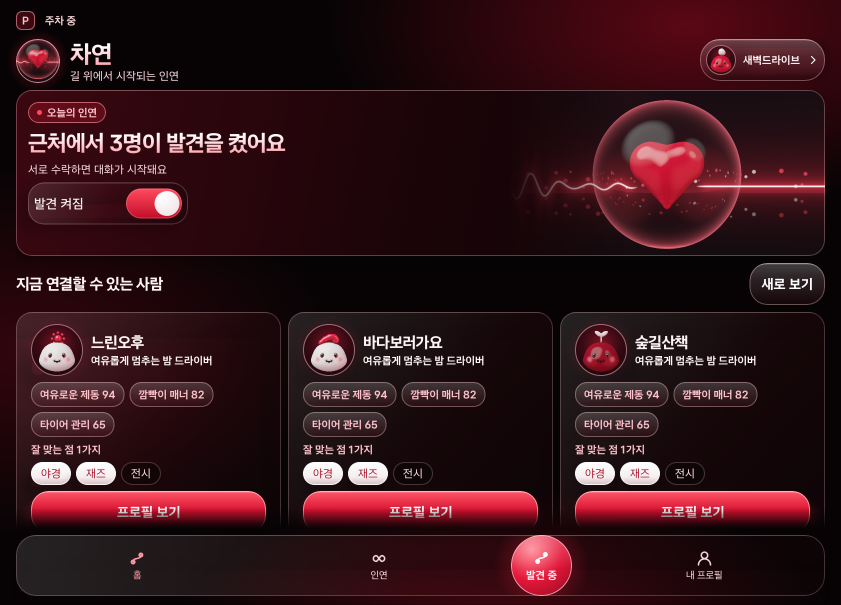 P 주차 중
차연
길 위에서 시작되는 인연
새벽드라이브
오늘의 인연
근처에서 3명이 발견을 켰어요
서로 수락하면 대화가 시작돼요
발견 켜짐
지금 연결할 수 있는 사람
새로 보기
느린오후
여유롭게 멈추는 밤 드라이버
여유로운 제동 94
깜빡이 매너 82
타이어 관리 65
잘 맞는 점 1가지
야경 재즈 전시
프로필 보기
바다보러가요
여유롭게 멈추는 밤 드라이버
여유로운 제동 94
깜빡이 매너 82
타이어 관리 65
잘 맞는 점 1가지
야경 재즈 전시
프로필 보기
숲길산책
여유롭게 멈추는 밤 드라이버
여유로운 제동 94
깜빡이 매너 82
타이어 관리 65
잘 맞는 점 1가지
야경 재즈 전시
프로필 보기
홈
인연
발견 중
내 프로필